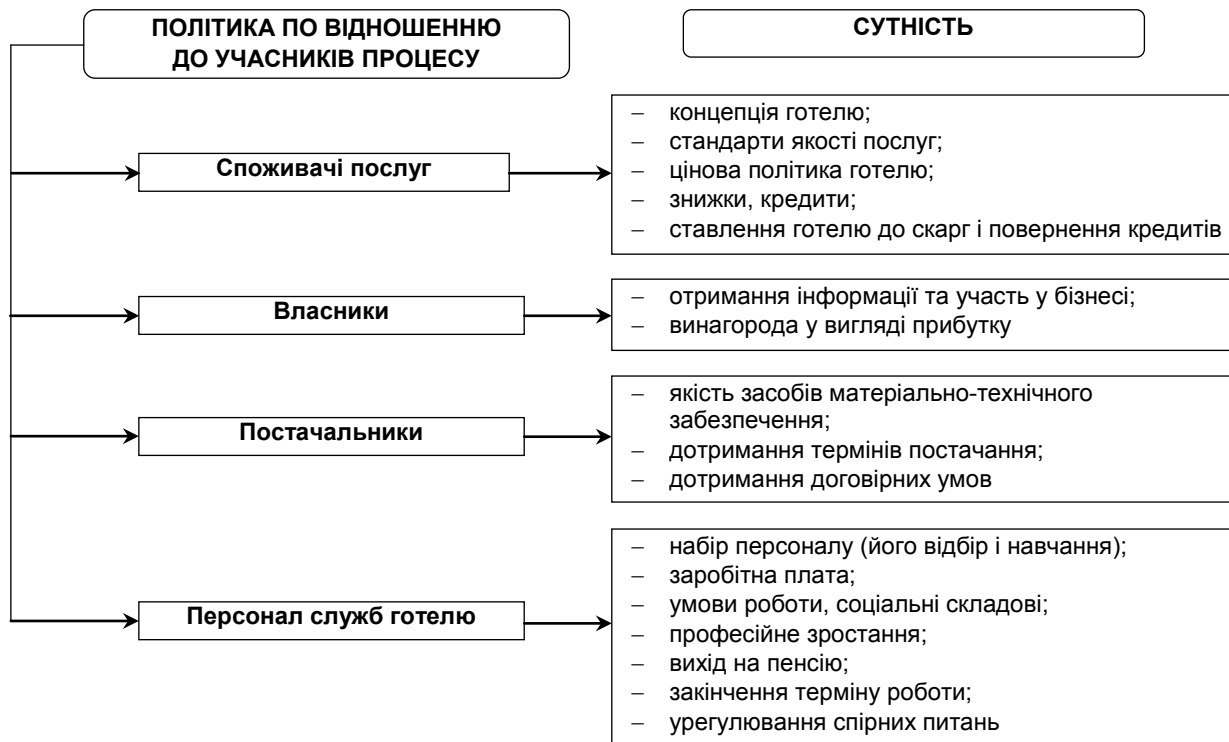 ПОЛІТИКА ПО ВІДНОШЕННЮ
ДО УЧАСНИКІВ ПРОЦЕСУ
СУТНІСТЬ
Споживачі послуг
– концепція готелю;
– стандарти якості послуг;
– цінова політика готелю;
– знижки, кредити;
– ставлення готелю до скарг і повернення кредитів
Власники
– отримання інформації та участь у бізнесі;
– винагорода у вигляді прибутку
Постачальники
– якість засобів матеріально-технічного
забезпечення;
– дотримання термінів постачання;
– дотримання договірних умов
Персонал служб готелю
– набір персоналу (його відбір і навчання);
– заробітна плата;
– умови роботи, соціальні складові;
– професійне зростання;
– вихід на пенсію;
– закінчення терміну роботи;
– урегулювання спірних питань